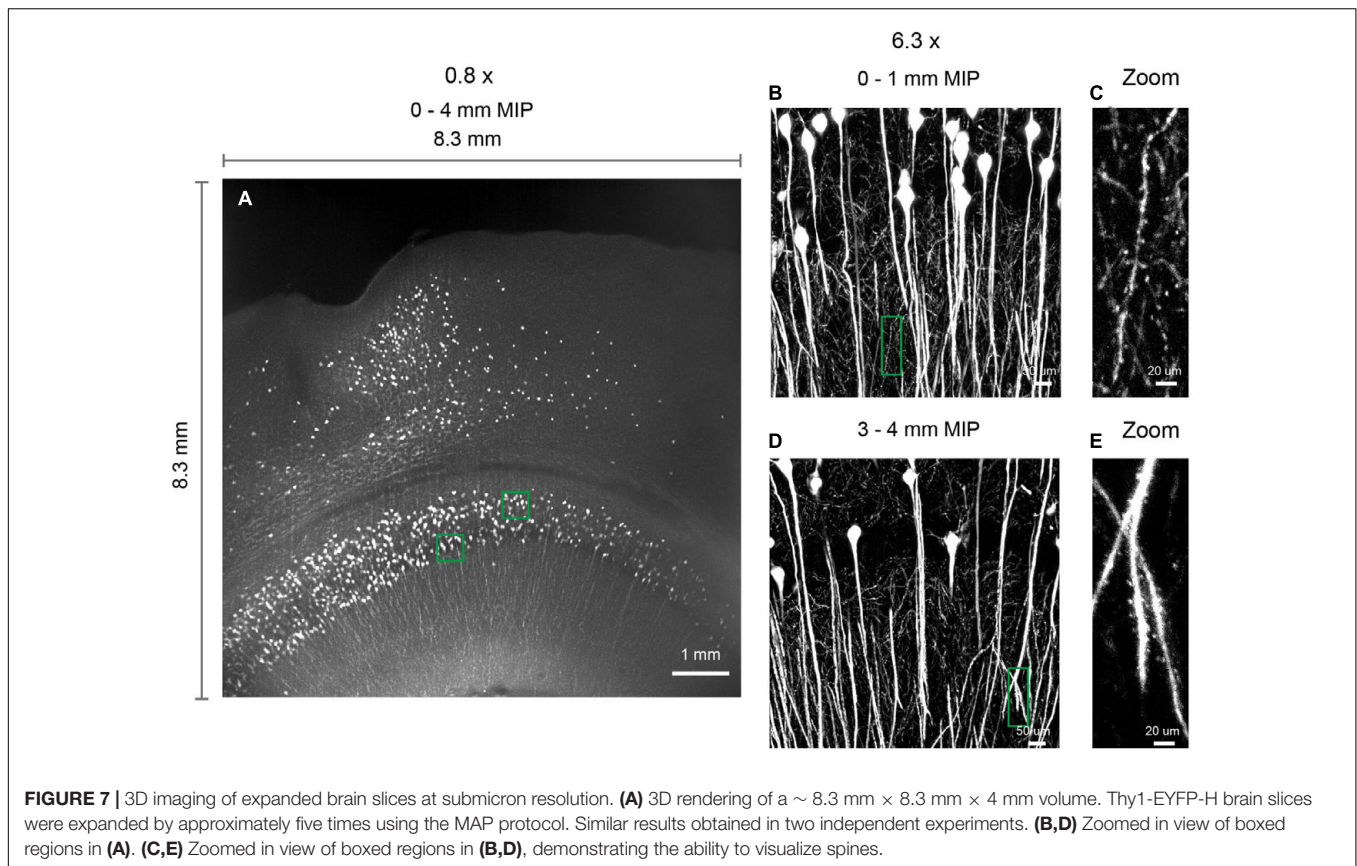 0.8 x
0 - 4 mm MIP
8.3 mm
8.3 mm
A
1 mm
6.3 x
0 - 1 mm MIP
B
50 um
C
Zoom
20 um
3 - 4 mm MIP
D
50 um
E
Zoom
20 um
FIGURE 7 | 3D imaging of expanded brain slices at submicron resolution. (A) 3D rendering of a ~ 8.3 mm × 8.3 mm × 4 mm volume. Thy1-EYFP-H brain slices
were expanded by approximately five times using the MAP protocol. Similar results obtained in two independent experiments. (B,D) Zoomed in view of boxed
regions in (A). (C,E) Zoomed in view of boxed regions in (B,D), demonstrating the ability to visualize spines.